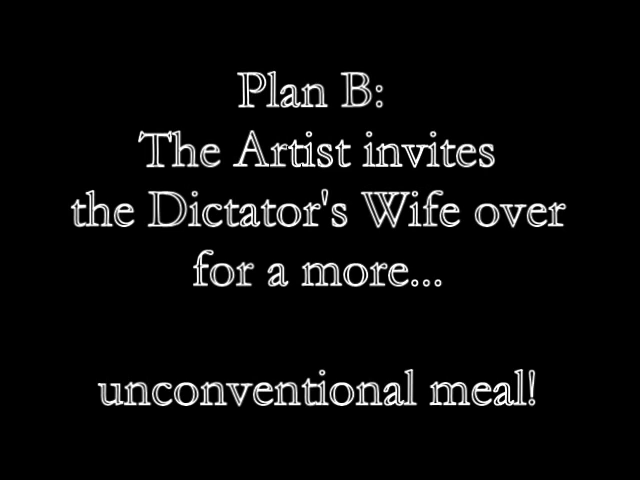 Plan B:
The Artist invites
the Dictator's Wife over
for a more...
unconventional meal!